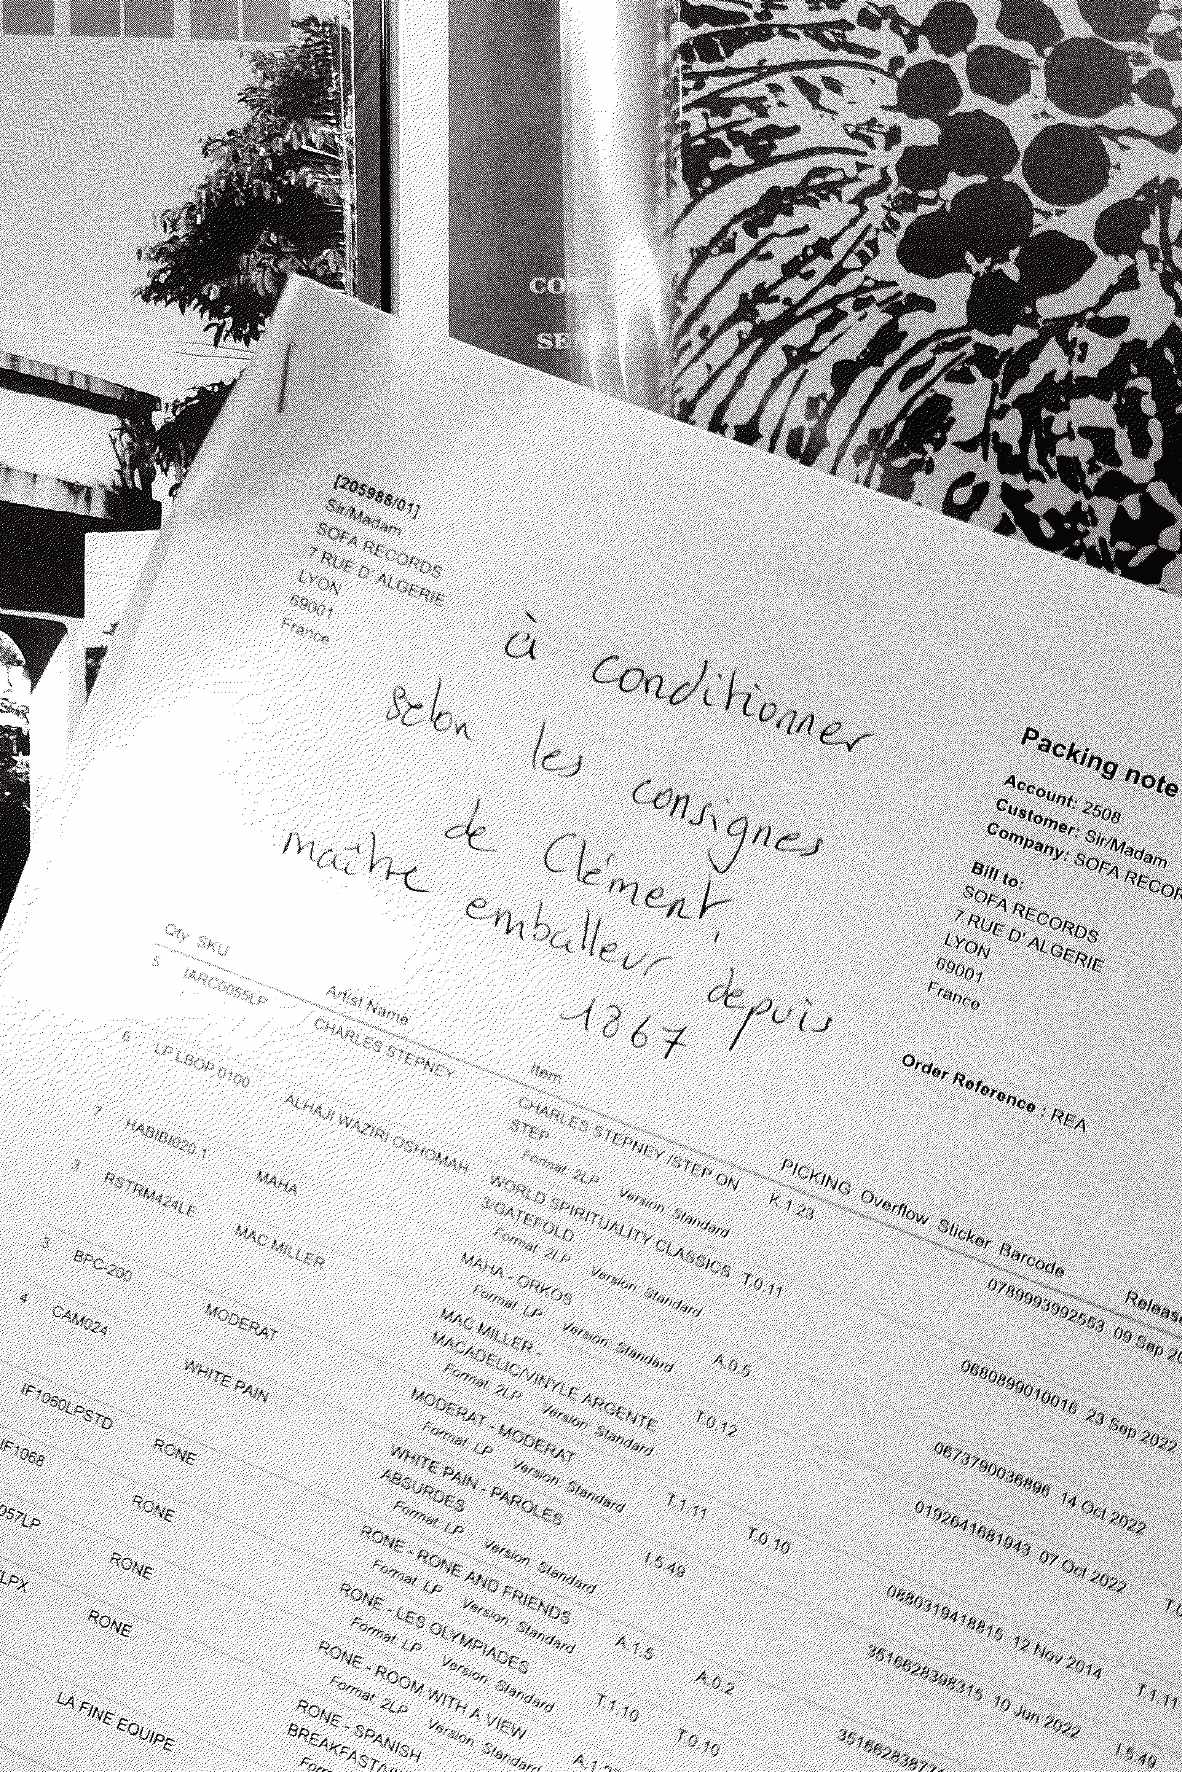 CO
SE
[205988/01]
Sir/Madam
SOFA RECORDS
7 RUE D' ALGERIE
LYON
69001
France
à conditionner
selon les consignes
de Clément,
maître emballeur depuis
1867
Packing note
Account: 2508
Customer: Sir/Madam
Company: SOFA RECOR
Bill to:
SOFA RECORDS
7 RUE D' ALGERIE
LYON
69001
France
Order Reference : REA
Qty SKU Artist Name Item PICKING Overflow Sticker Barcode Release
5 IARC0055LP CHARLES STEPNEY CHARLES STEPNEY /STEP ON K.1.23 0789993992553 09 Sep 20
STEP
Format: 2LP Version: Standard
6 LP LBOP 0100 ALHAJI WAZIRI OSHOMAH WORLD SPIRITUALITY CLASSICS T.0.11 0680899010016 23 Sep 2022
3/GATEFOLD
Format: 2LP Version: Standard
7 HABIBI020-1 MAHA MAHA - ORKOS A.0.5 0673790036896 14 Oct 2022
Format: LP Version: Standard
3 RSTRM424LE MAC MILLER MAC MILLER - T.0.12 0192641681943 07 Oct 2022
MACADELIC/VINYLE ARGENTE
Format: 2LP Version: Standard
3 BPC-200 MODERAT MODERAT - MODERAT T.1.11 T.0.10 0880319418815 12 Nov 2014 T.1.11
Format: LP Version: Standard
4 CAM024 WHITE PAIN WHITE PAIN - PAROLES I.5.49 3516628398315 10 Jun 2022 I.5.49
ABSURDES
Format: LP Version: Standard
IF1060LPSTD RONE RONE - RONE AND FRIENDS A.1.5 A.0.2
Format: LP Version: Standard
IF1068 RONE RONE - LES OLYMPIADES T.1.10 T.0.10
Format: LP Version: Standard
057LP RONE RONE - ROOM WITH A VIEW
Format: 2LP Version: Standard
LPX RONE RONE - SPANISH
BREAKFAST
LA FINE EQUIPE